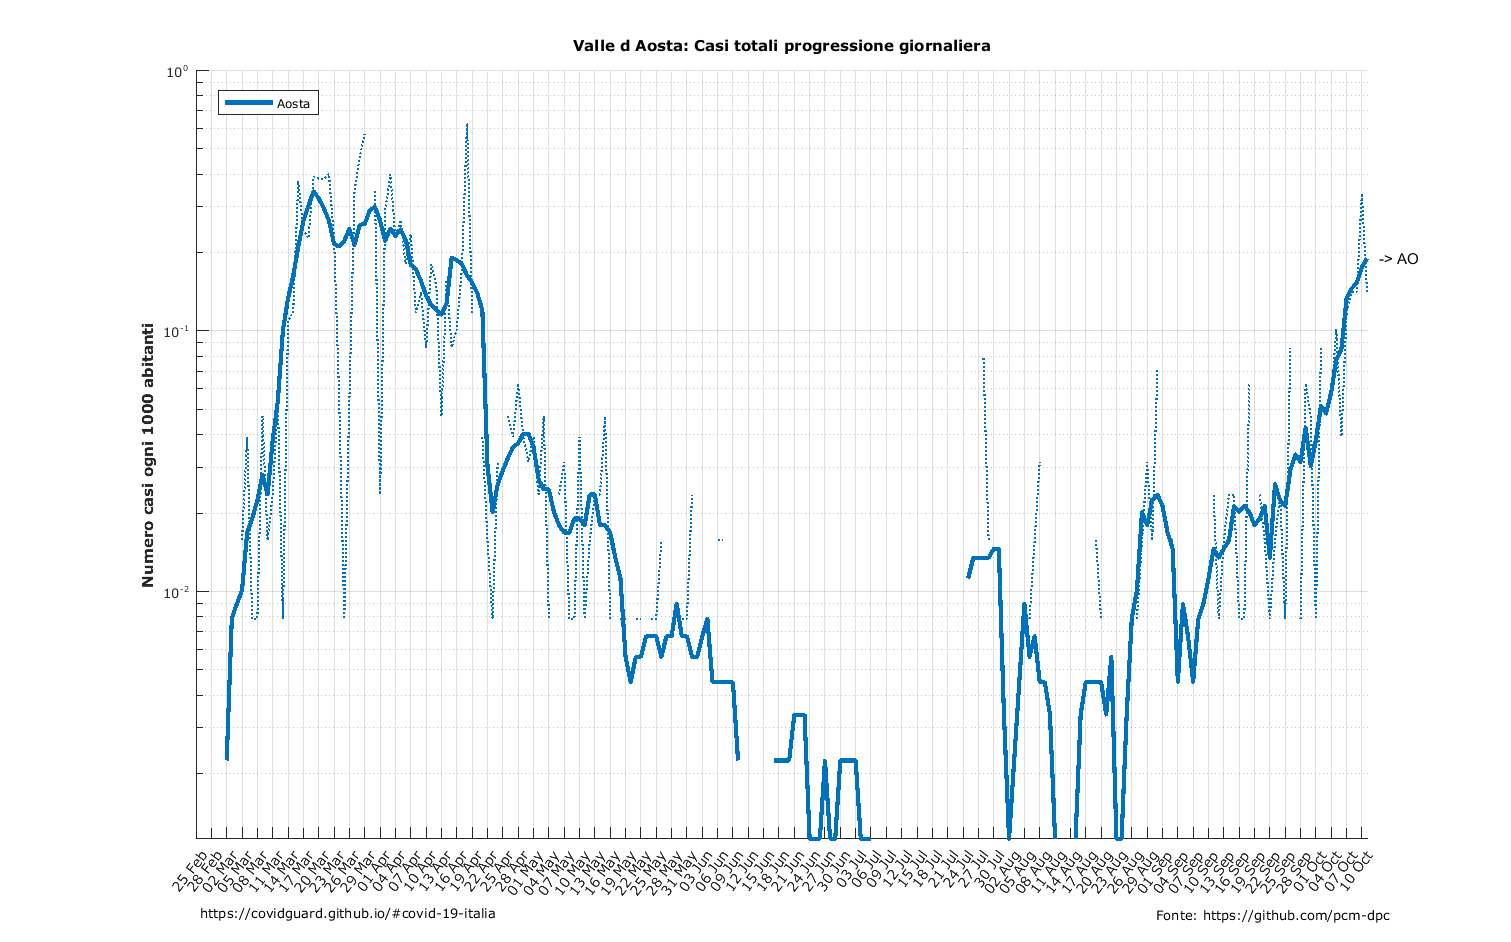 Valle d Aosta: Casi totali progressione giornaliera
10⁰
Aosta
-> AO
10⁻¹
Numero casi ogni 1000 abitanti
10⁻²
25 Feb
28 Feb
02 Mar
05 Mar
08 Mar
11 Mar
14 Mar
17 Mar
20 Mar
23 Mar
26 Mar
29 Mar
01 Apr
04 Apr
07 Apr
10 Apr
13 Apr
16 Apr
19 Apr
22 Apr
25 Apr
28 Apr
01 May
04 May
07 May
10 May
13 May
16 May
19 May
22 May
25 May
28 May
31 May
03 Jun
06 Jun
09 Jun
12 Jun
15 Jun
18 Jun
21 Jun
24 Jun
27 Jun
30 Jun
03 Jul
06 Jul
09 Jul
12 Jul
15 Jul
18 Jul
21 Jul
24 Jul
27 Jul
30 Jul
02 Aug
05 Aug
08 Aug
11 Aug
14 Aug
17 Aug
20 Aug
23 Aug
26 Aug
29 Aug
01 Sep
04 Sep
07 Sep
10 Sep
13 Sep
16 Sep
19 Sep
22 Sep
25 Sep
28 Sep
01 Oct
04 Oct
07 Oct
10 Oct
https://covidguard.github.io/#covid-19-italia
Fonte: https://github.com/pcm-dpc